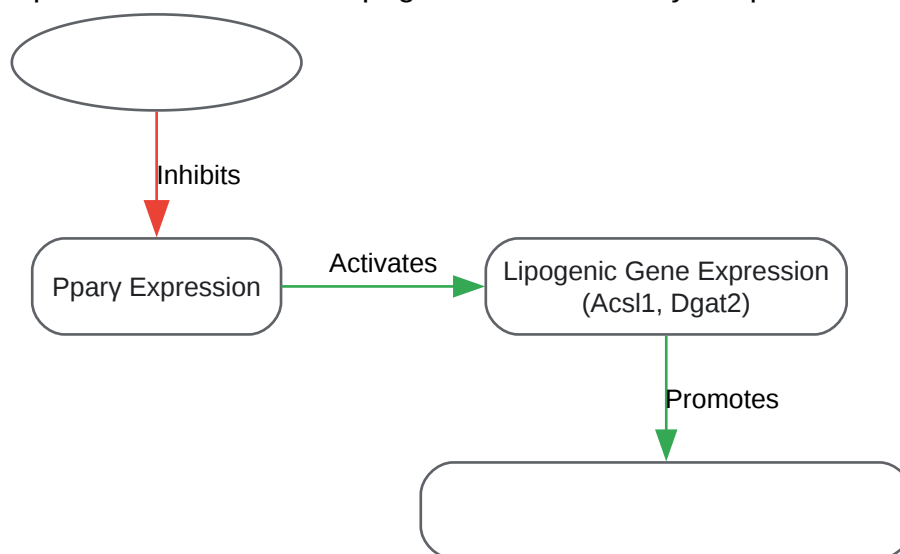 Inhibits
Activates
Pparγ Expression
Lipogenic Gene Expression
(Acsl1, Dgat2)
Promotes